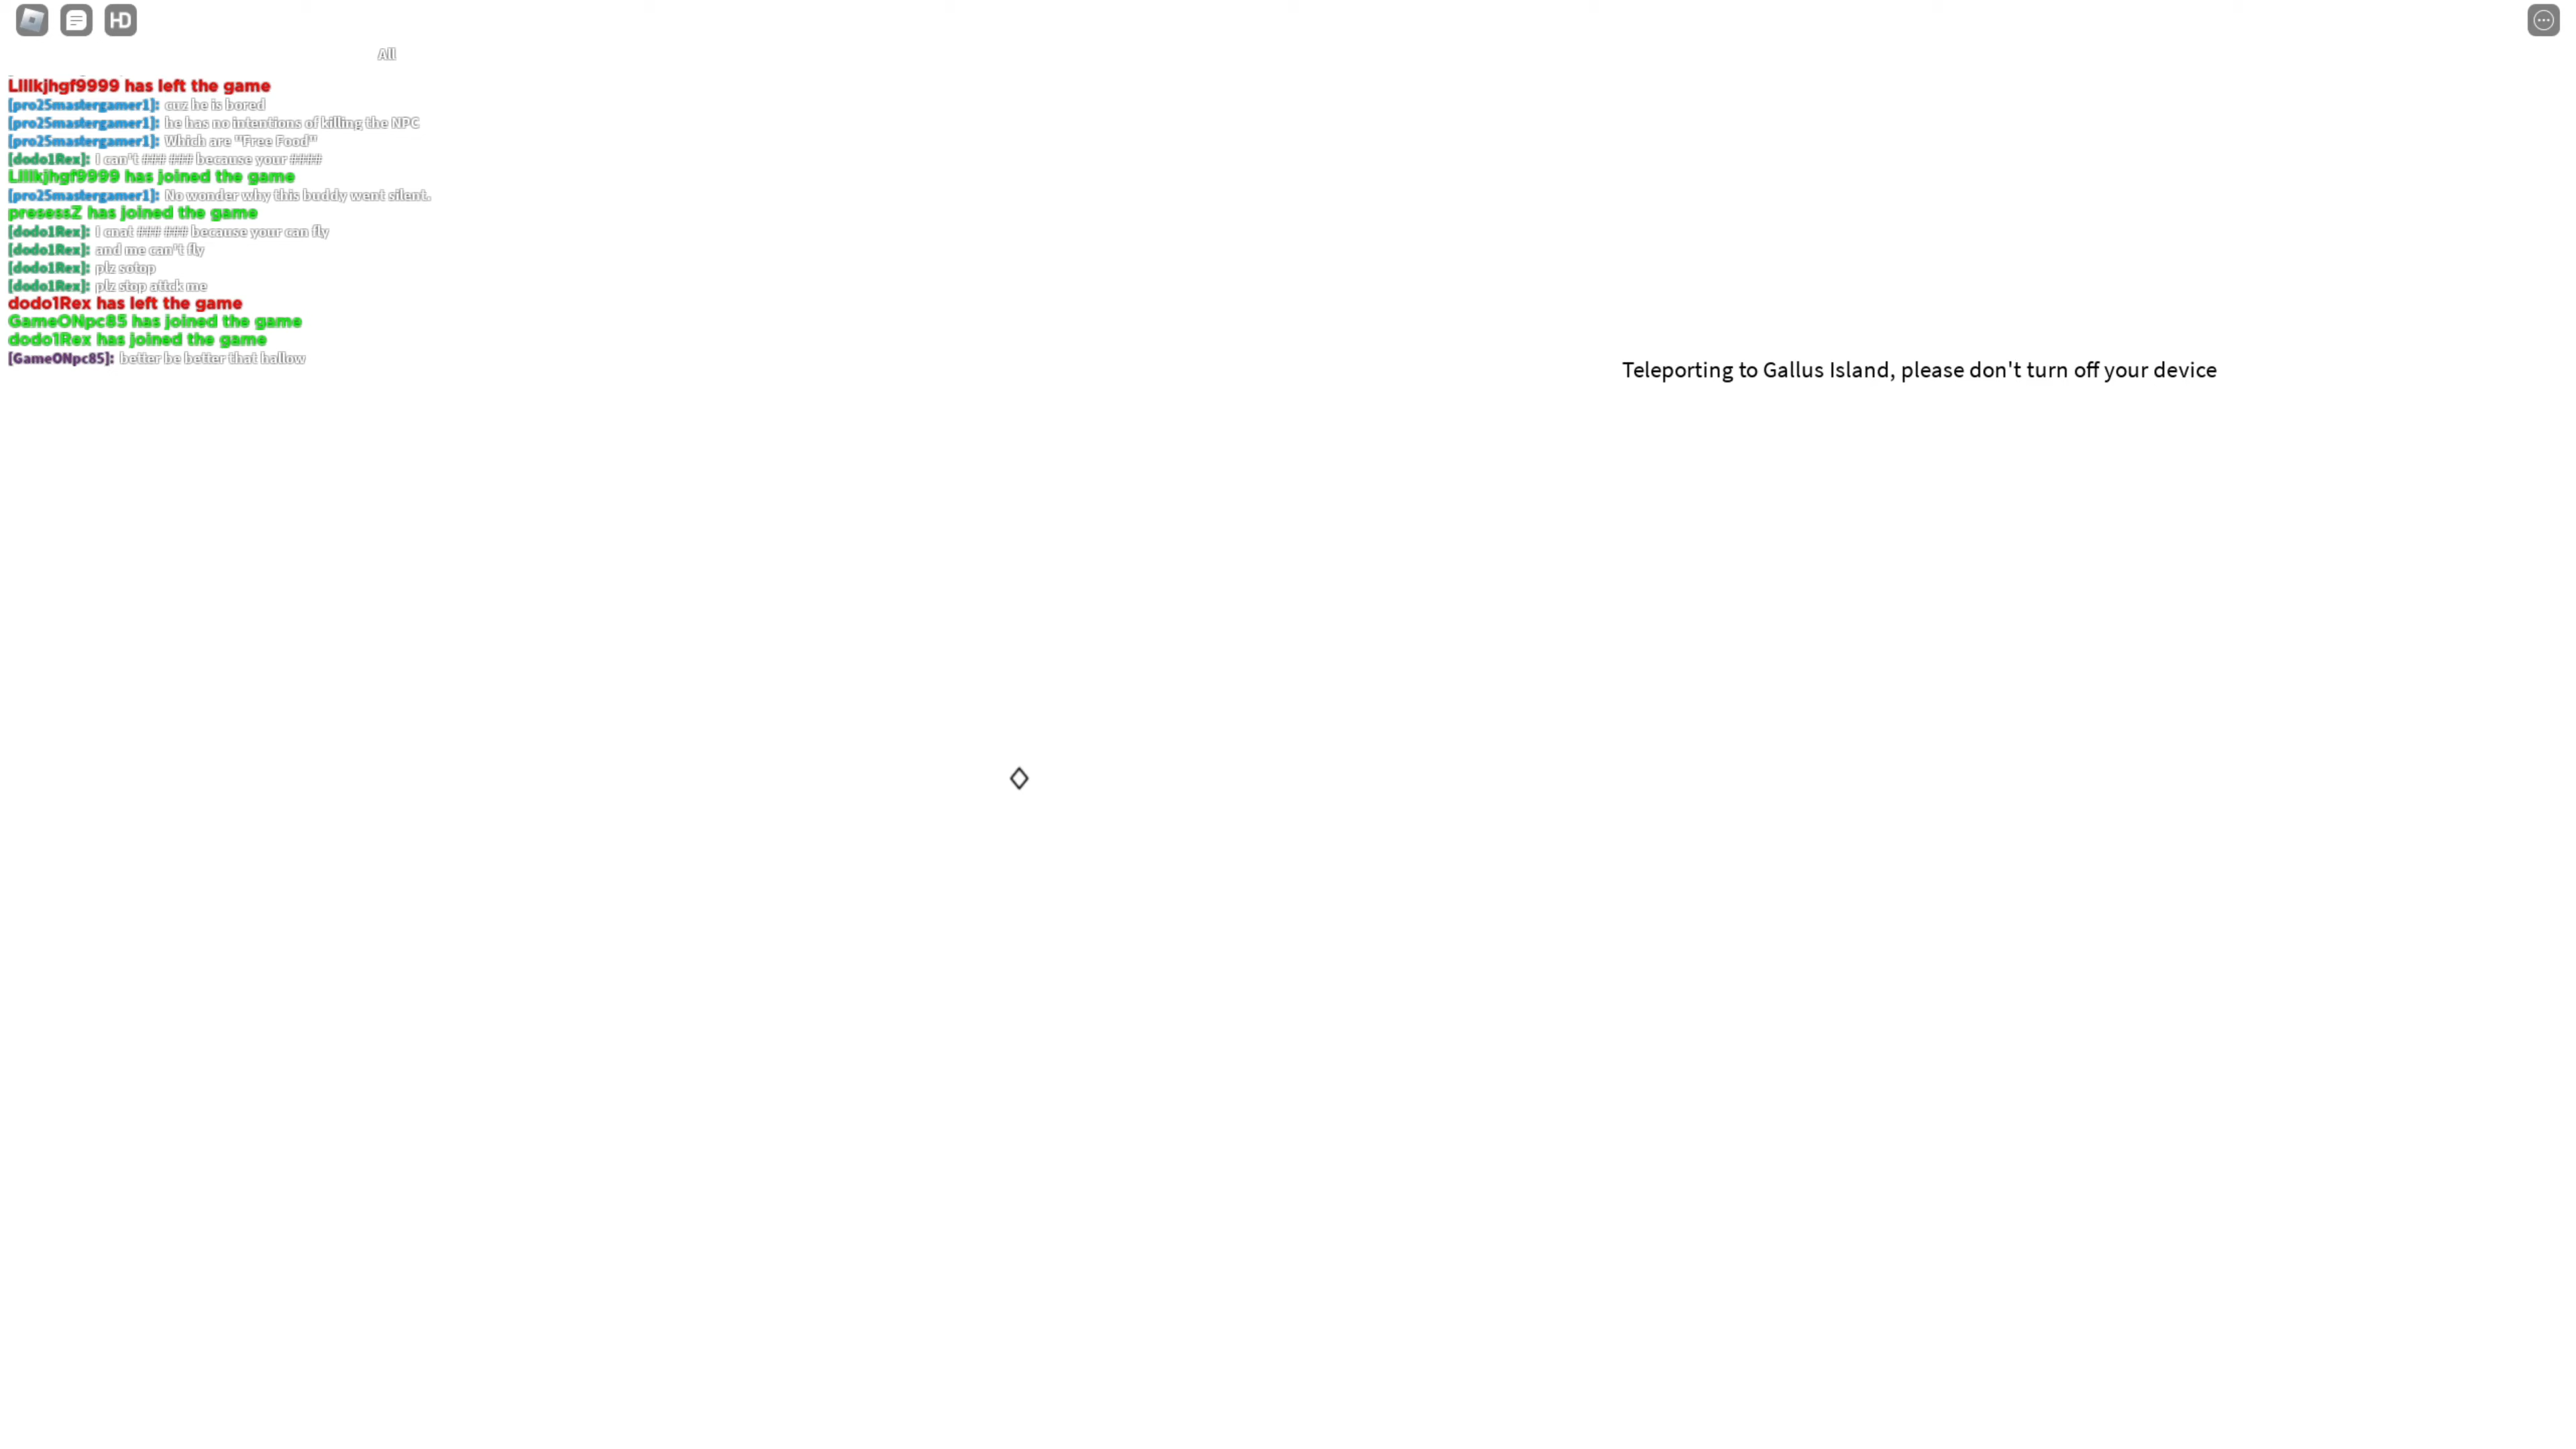 HD
All
Llllkjhgf9999 has left the game
[pro25mastergamer1]: cuz he is bored
[pro25mastergamer1]: he has no intentions of killing the NPC
[pro25mastergamer1]: Which are "Free Food"
[dodo1Rex]: I can't ### ### because your ####
Llllkjhgf9999 has joined the game
[pro25mastergamer1]: No wonder why this buddy went silent.
presessZ has joined the game
[dodo1Rex]: I cnat ### ### because your can fly
[dodo1Rex]: and me can't fly
[dodo1Rex]: plz sotop
[dodo1Rex]: plz stop attck me
dodo1Rex has left the game
GameONpc85 has joined the game
dodo1Rex has joined the game
[GameONpc85]: better be better that hallow
Teleporting to Gallus Island, please don't turn off your device